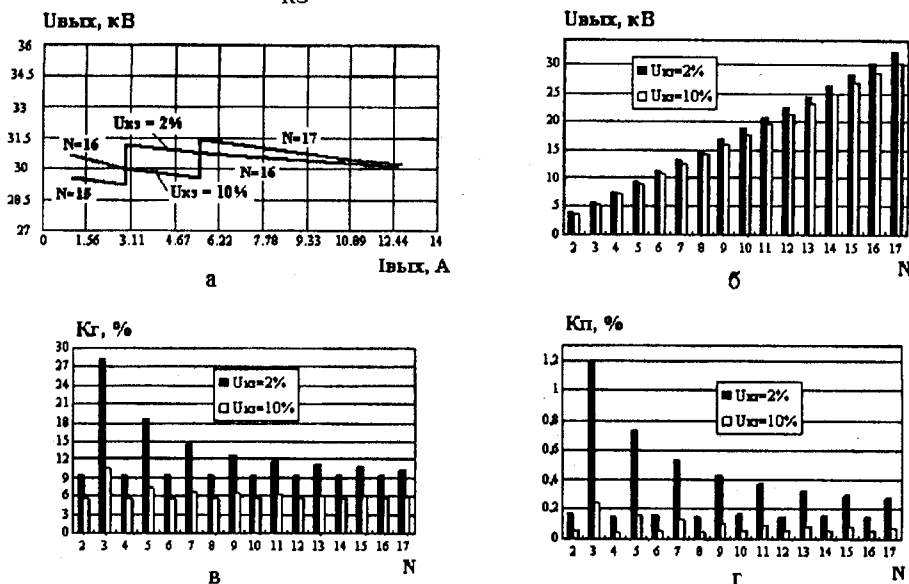 КЗ
Uвых, кВ
36
34.5
33
31.5
30
28.5
27
N=16
Uкз = 2%
N=17
N=15
Uкз = 10%
N=16
0 1.56 3.11 4.67 6.22 7.78 9.33 10.89 12.44 14
Iвых, А
а
Uвых, кВ
30
25
20
15
10
5
0
Uкз=2%
Uкз=10%
2 3 4 5 6 7 8 9 10 11 12 13 14 15 16 17
N
б
Кг, %
30
27
24
21
18
15
12
9
6
3
0
Uкз=2%
Uкз=10%
2 3 4 5 6 7 8 9 10 11 12 13 14 15 16 17
N
в
Кп, %
1,2
1
0,8
0,6
0,4
0,2
0
Uкз=2%
Uкз=10%
2 3 4 5 6 7 8 9 10 11 12 13 14 15 16 17
N
г